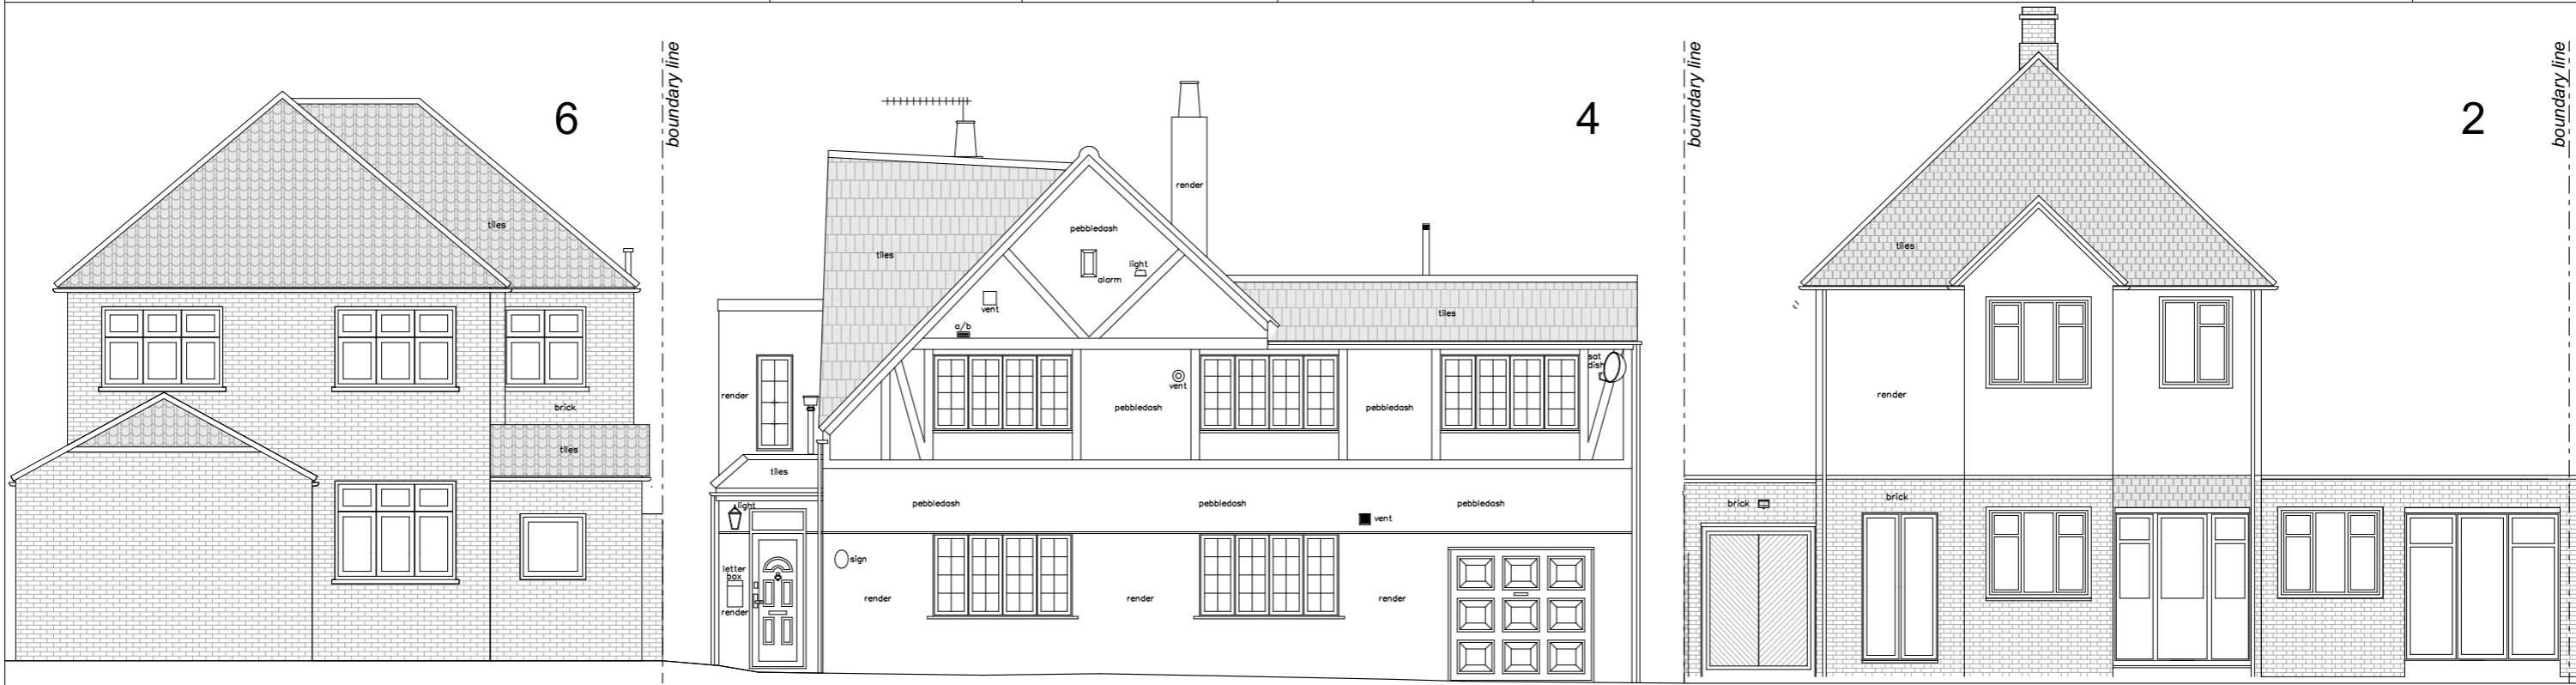 6
tiles
brick
tiles
boundary line
4
render
pebbledash
light
alarm
vent
a/b
tiles
tiles
sat
dish
vent
render
pebbledash
pebbledash
tiles
light
pebbledash
pebbledash
vent
pebbledash
sign
letter
box
render
render
render
render
boundary line
2
tiles
render
brick
brick
boundary line